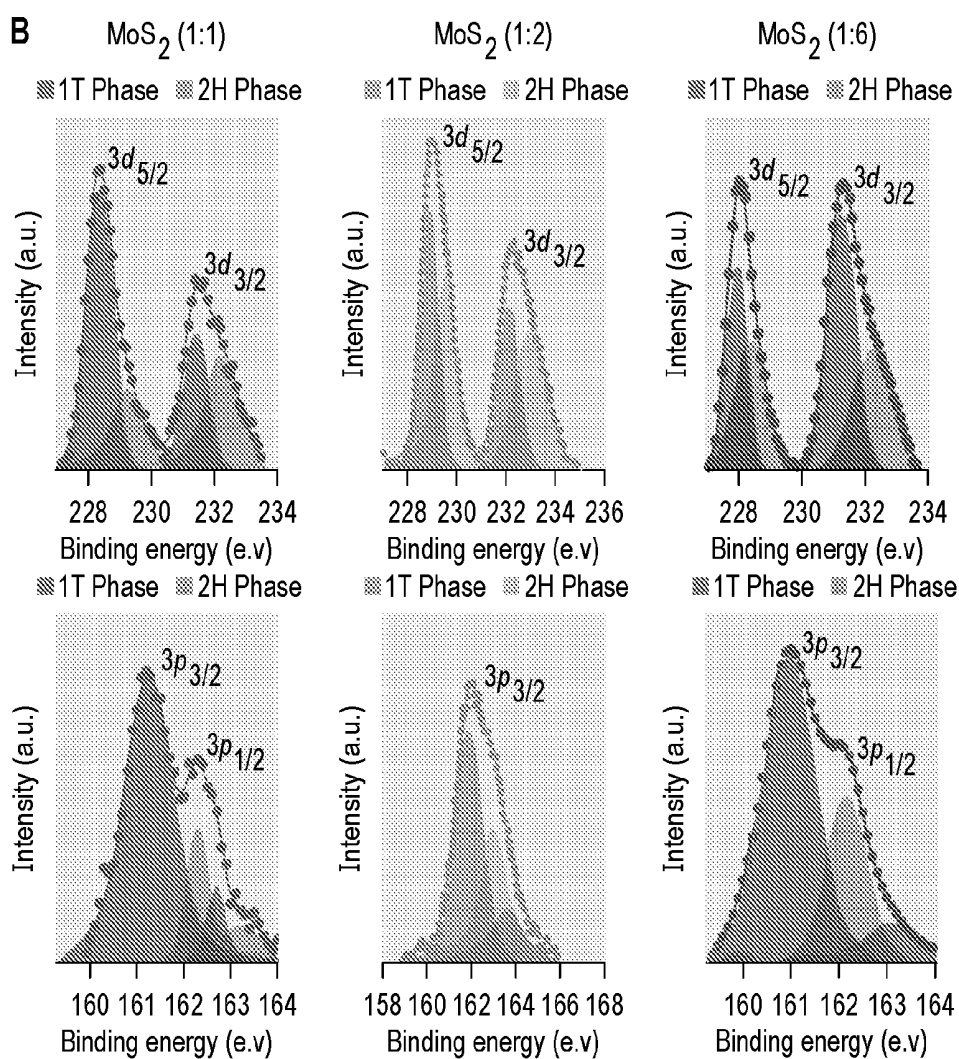 B
MoS2 (1:1) MoS2 (1:2) MoS2 (1:6)
1T Phase 2H Phase 1T Phase 2H Phase 1T Phase 2H Phase
3d5/2 3d3/2 3d5/2 3d3/2 3d5/2 3d3/2
Intensity (a.u.) Intensity (a.u.) Intensity (a.u.)
228 230 232 234 228 230 232 234 236 228 230 232 234
Binding energy (e.v) Binding energy (e.v) Binding energy (e.v)
1T Phase 2H Phase 1T Phase 2H Phase 1T Phase 2H Phase
3p3/2 3p1/2 3p3/2 3p3/2 3p1/2
Intensity (a.u.) Intensity (a.u.) Intensity (a.u.)
160 161 162 163 164 158 160 162 164 166 168 160 161 162 163 164
Binding energy (e.v) Binding energy (e.v) Binding energy (e.v)